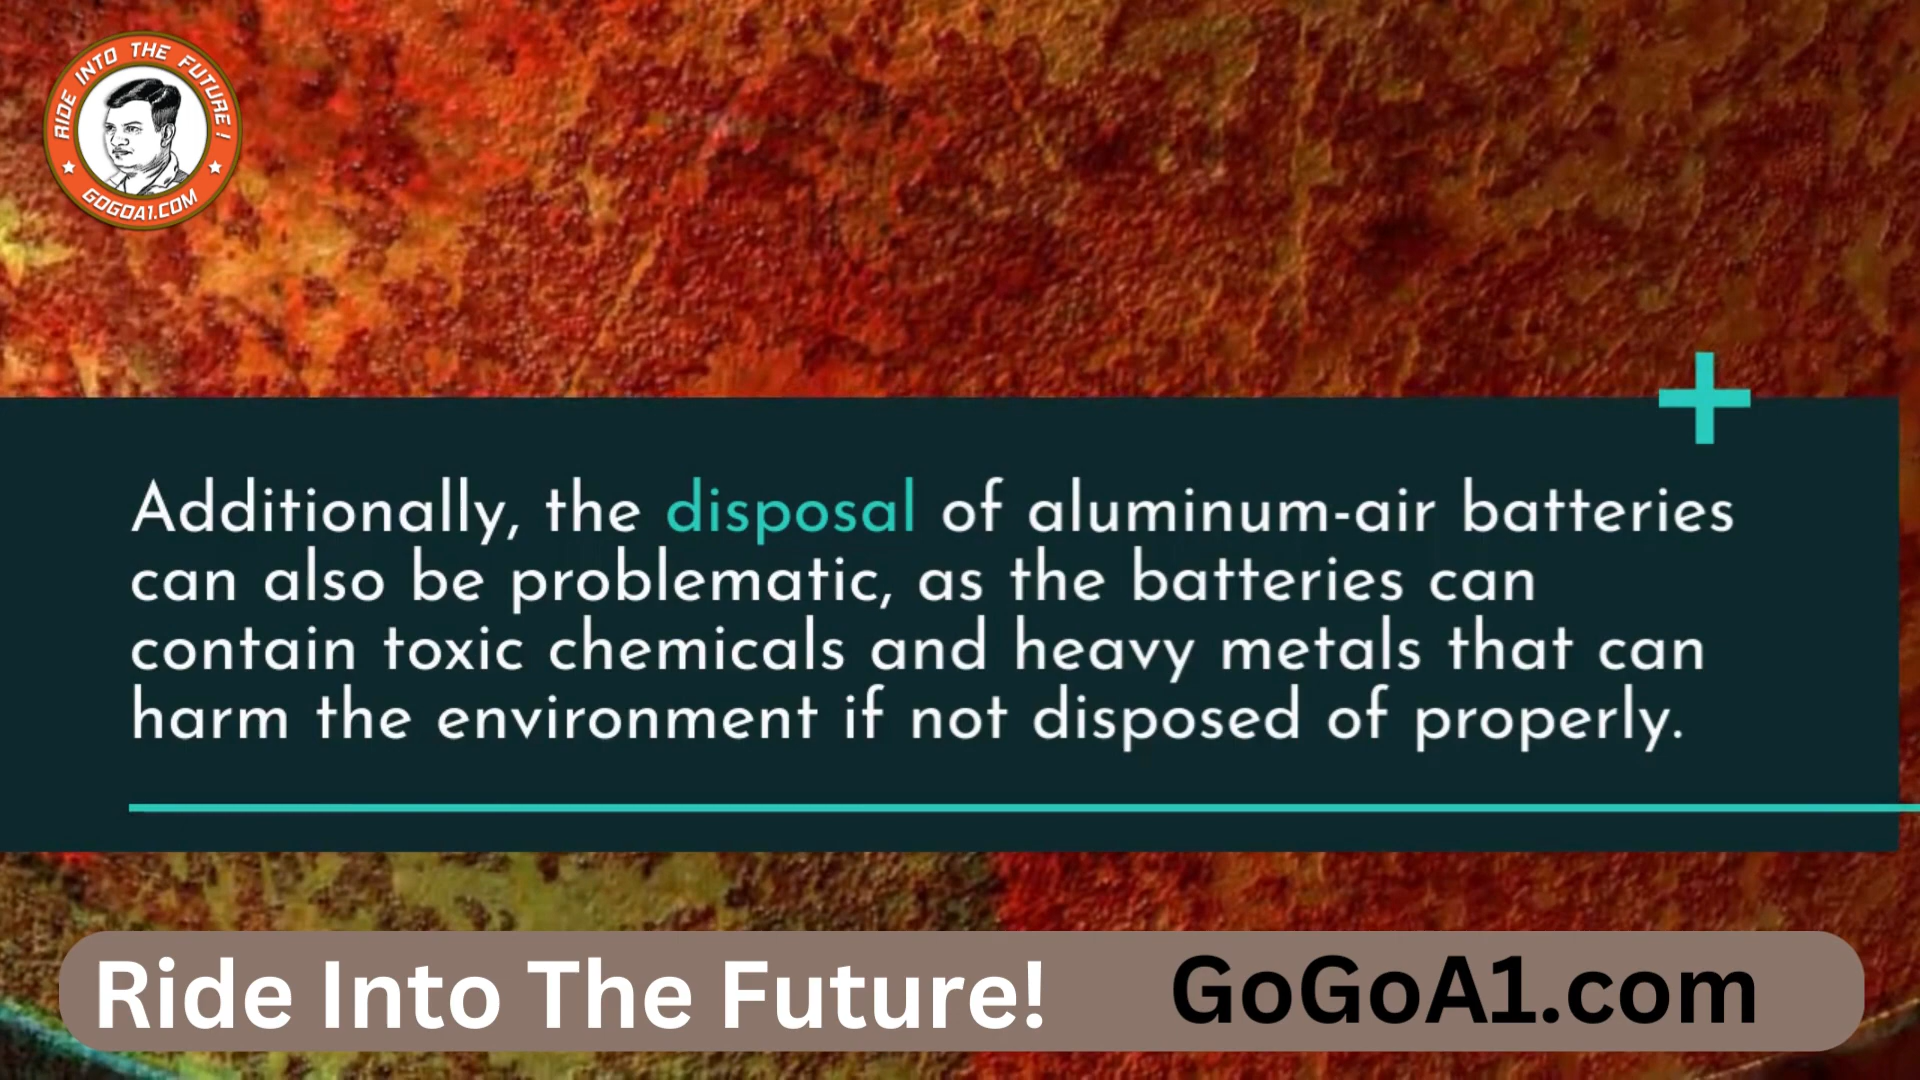 RIDE INTO THE FUTURE!
GOGOA1.COM
Additionally, the disposal of aluminum-air batteries
can also be problematic, as the batteries can
contain toxic chemicals and heavy metals that can
harm the environment if not disposed of properly.
Ride Into The Future! GoGoA1.com